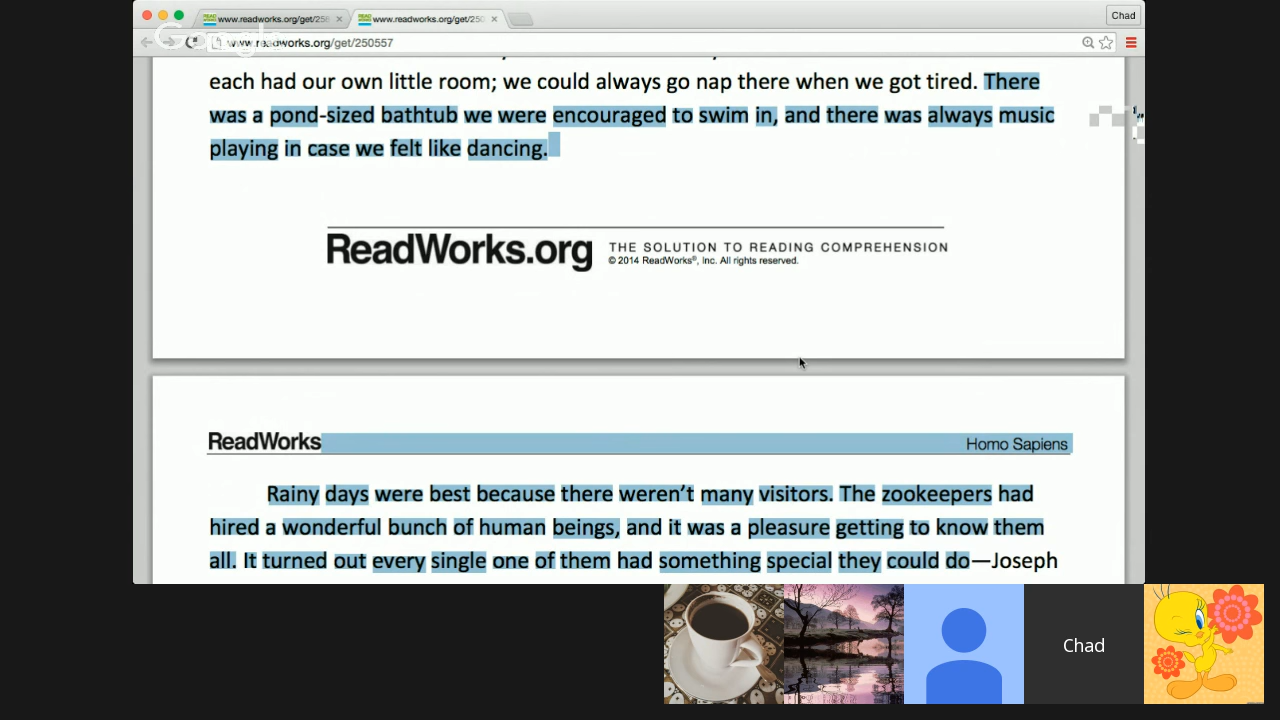 www.readworks.org/get/25
www.readworks.org/get/250
Chad
Google
www.readworks.org/get/250557
each had our own little room; we could always go nap there when we got tired. There
was a pond-sized bathtub we were encouraged to swim in, and there was always music
playing in case we felt like dancing.
ReadWorks.org
THE SOLUTION TO READING COMPREHENSION
© 2014 ReadWorks®, Inc. All rights reserved.
ReadWorks
Homo Sapiens
Rainy days were best because there weren’t many visitors. The zookeepers had
hired a wonderful bunch of human beings, and it was a pleasure getting to know them
all. It turned out every single one of them had something special they could do—Joseph
Chad